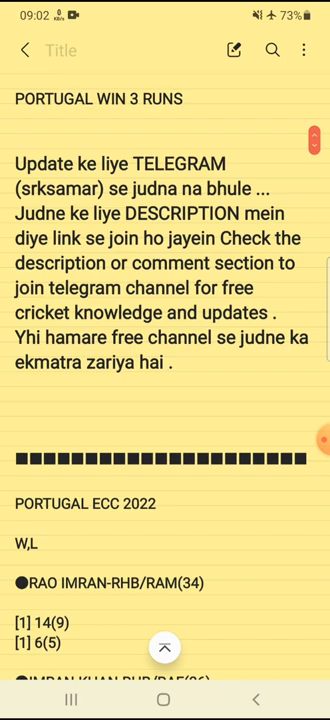 09:02 0 KB/s 73%
Title
PORTUGAL WIN 3 RUNS
Update ke liye TELEGRAM
(srksamar) se judna na bhule ...
Judne ke liye DESCRIPTION mein
diye link se join ho jayein Check the
description or comment section to
join telegram channel for free
cricket knowledge and updates .
Yhi hamare free channel se judne ka
ekmatra zariya hai .
■■■■■■■■■■■■■■■■■■■■■
PORTUGAL ECC 2022
W,L
●RAO IMRAN-RHB/RAM(34)
[1] 14(9)
[1] 6(5)